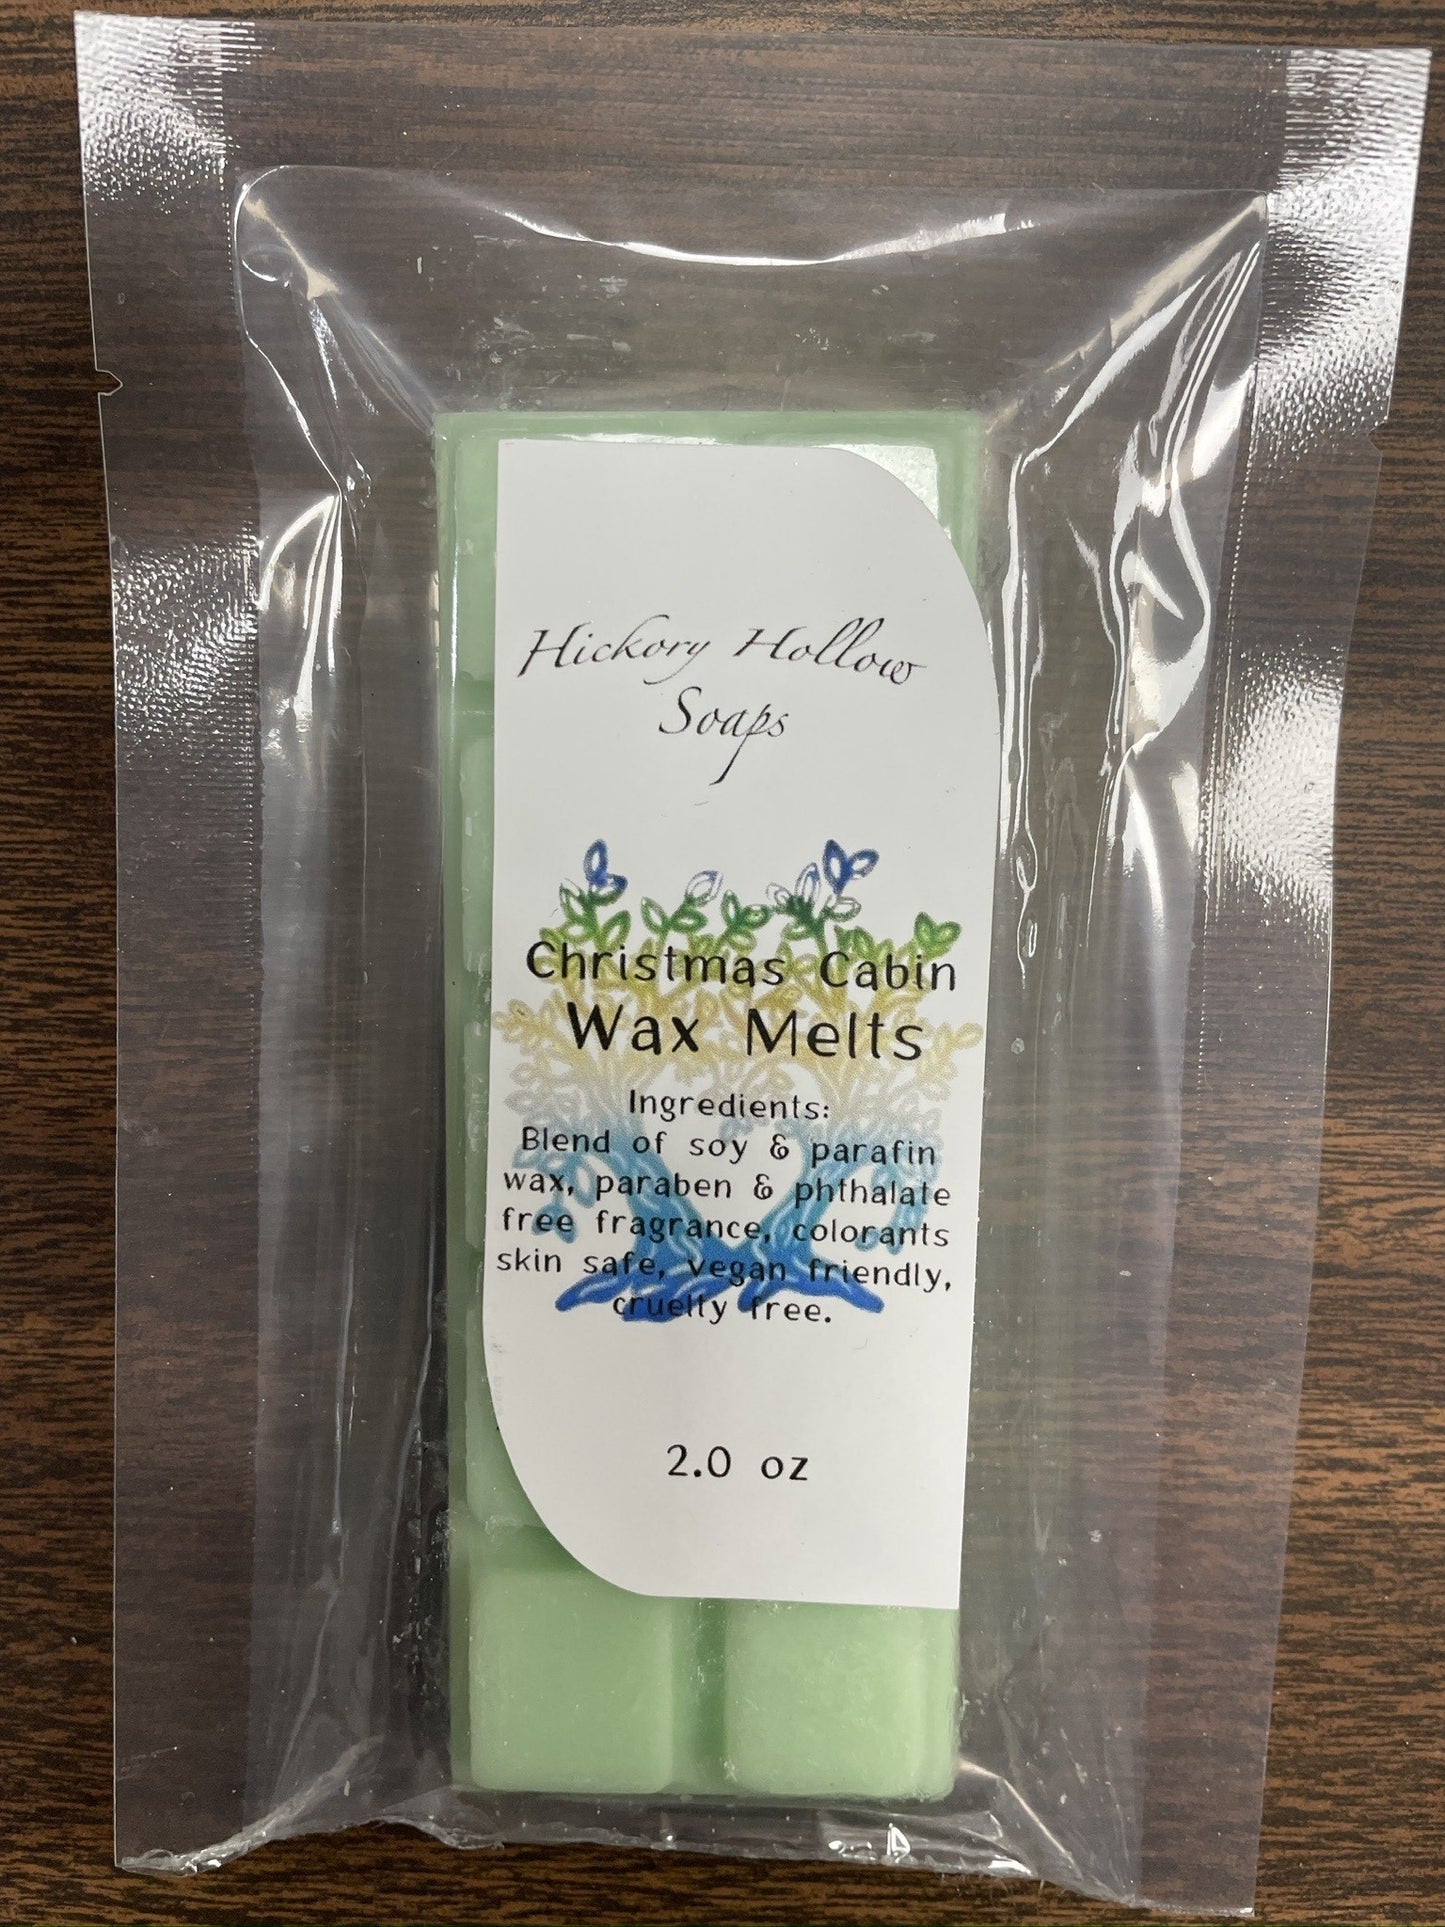 Hickory Hollow
Soaps
Christmas Cabin
Wax Melts
Ingredients:
Blend of soy & parafin
wax, paraben & phthalate
free fragrance, colorants
skin safe, vegan friendly,
cruelty free.
2.0 oz